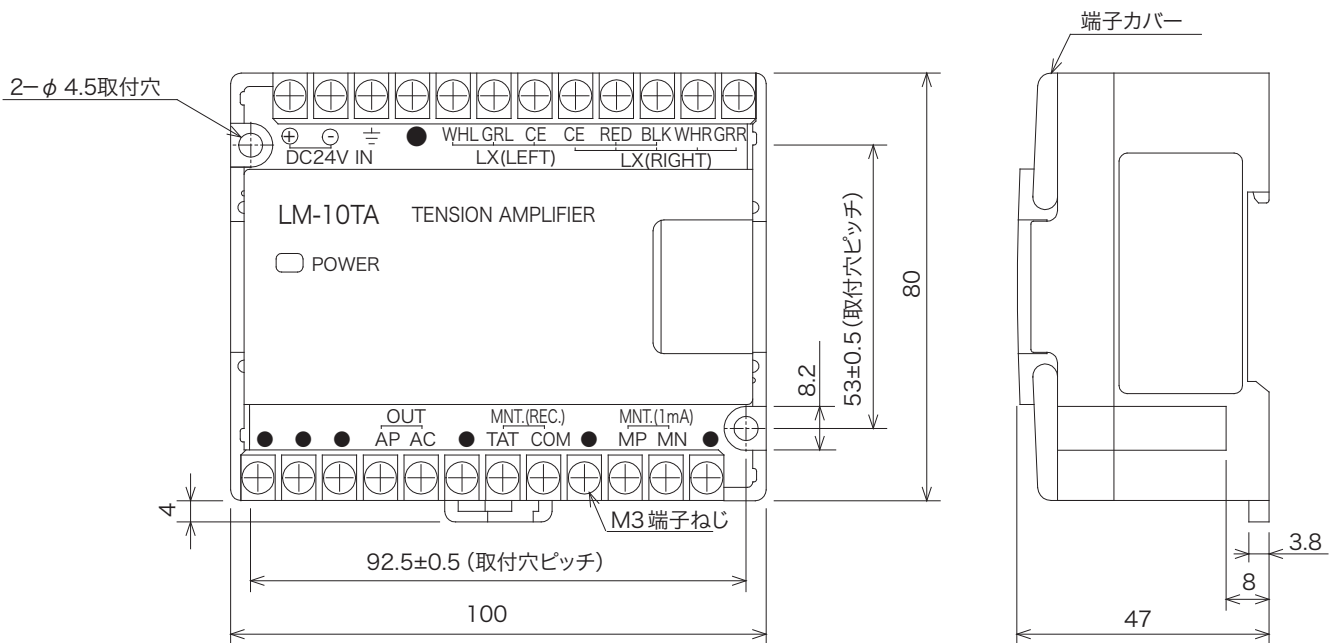 端子カバー
2−φ 4.5取付穴
⊕ ⊖ ⏚ ● WHL GRL CE CE RED BLK WHR GRR
DC24V IN LX(LEFT) LX(RIGHT)
LM-10TA TENSION AMPLIFIER
POWER
53±0.5 (取付穴ピッチ)
80
8.2
OUT MNT.(REC.) MNT.(1mA)
● ● ● AP AC ● TAT COM ● MP MN ●
4
M3 端子ねじ
92.5±0.5 (取付穴ピッチ)
100
3.8
8
47